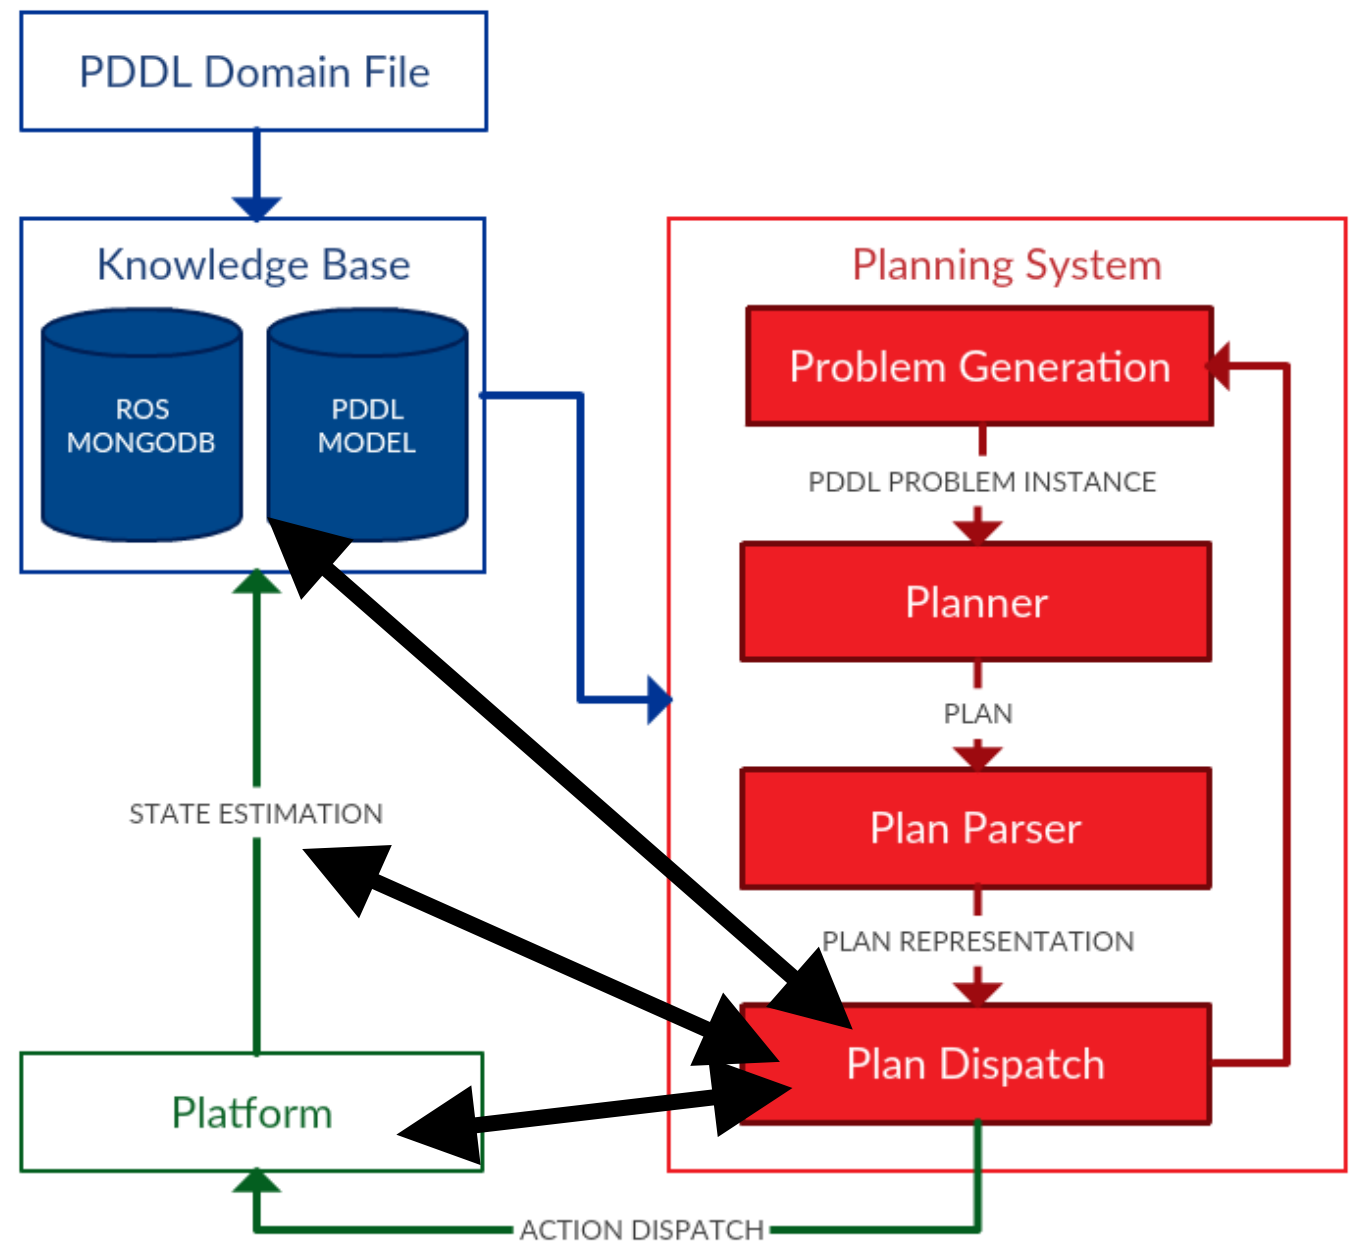 PDDL Domain File
Knowledge Base
ROS
MONGODB
PDDL
MODEL
Planning System
Problem Generation
PDDL PROBLEM INSTANCE
Planner
PLAN
Plan Parser
PLAN REPRESENTATION
Plan Dispatch
STATE ESTIMATION
Platform
ACTION DISPATCH